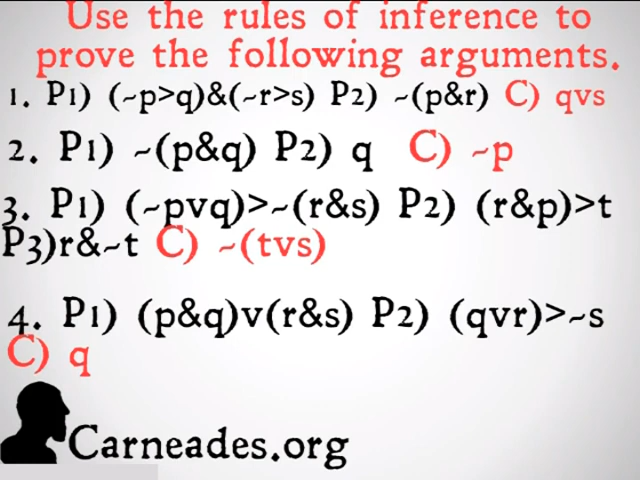 Use the rules of inference to
prove the following arguments.
1. P1) (~p>q)&(~r>s) P2) ~(p&r) C) qvs
2. P1) ~(p&q) P2) q C) ~p
3. P1) (~pvq)>~(r&s) P2) (r&p)>t
P3)r&~t C) ~(tvs)
4. P1) (p&q)v(r&s) P2) (qvr)>~s
C) q
Carneades.org